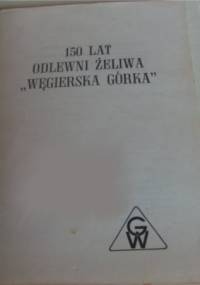 150 LAT
ODLEWNI ŻELIWA
„WĘGIERSKA GÓRKA”
GW